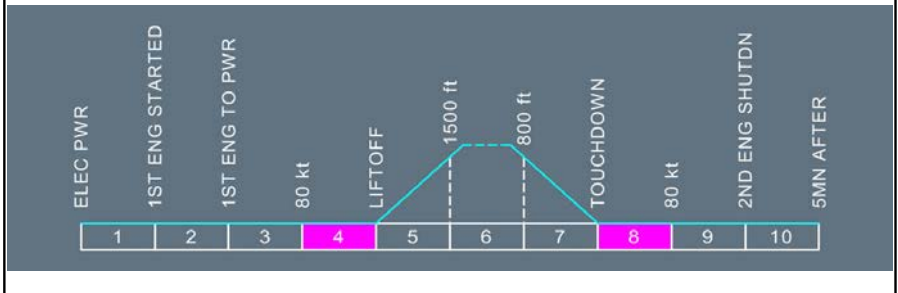 ELEC PWR
1ST ENG STARTED
1ST ENG TO PWR
80 kt
LIFTOFF
1500 ft
800 ft
TOUCHDOWN
80 kt
2ND ENG SHUTDN
5MN AFTER
1 2 3 4 5 6 7 8 9 10